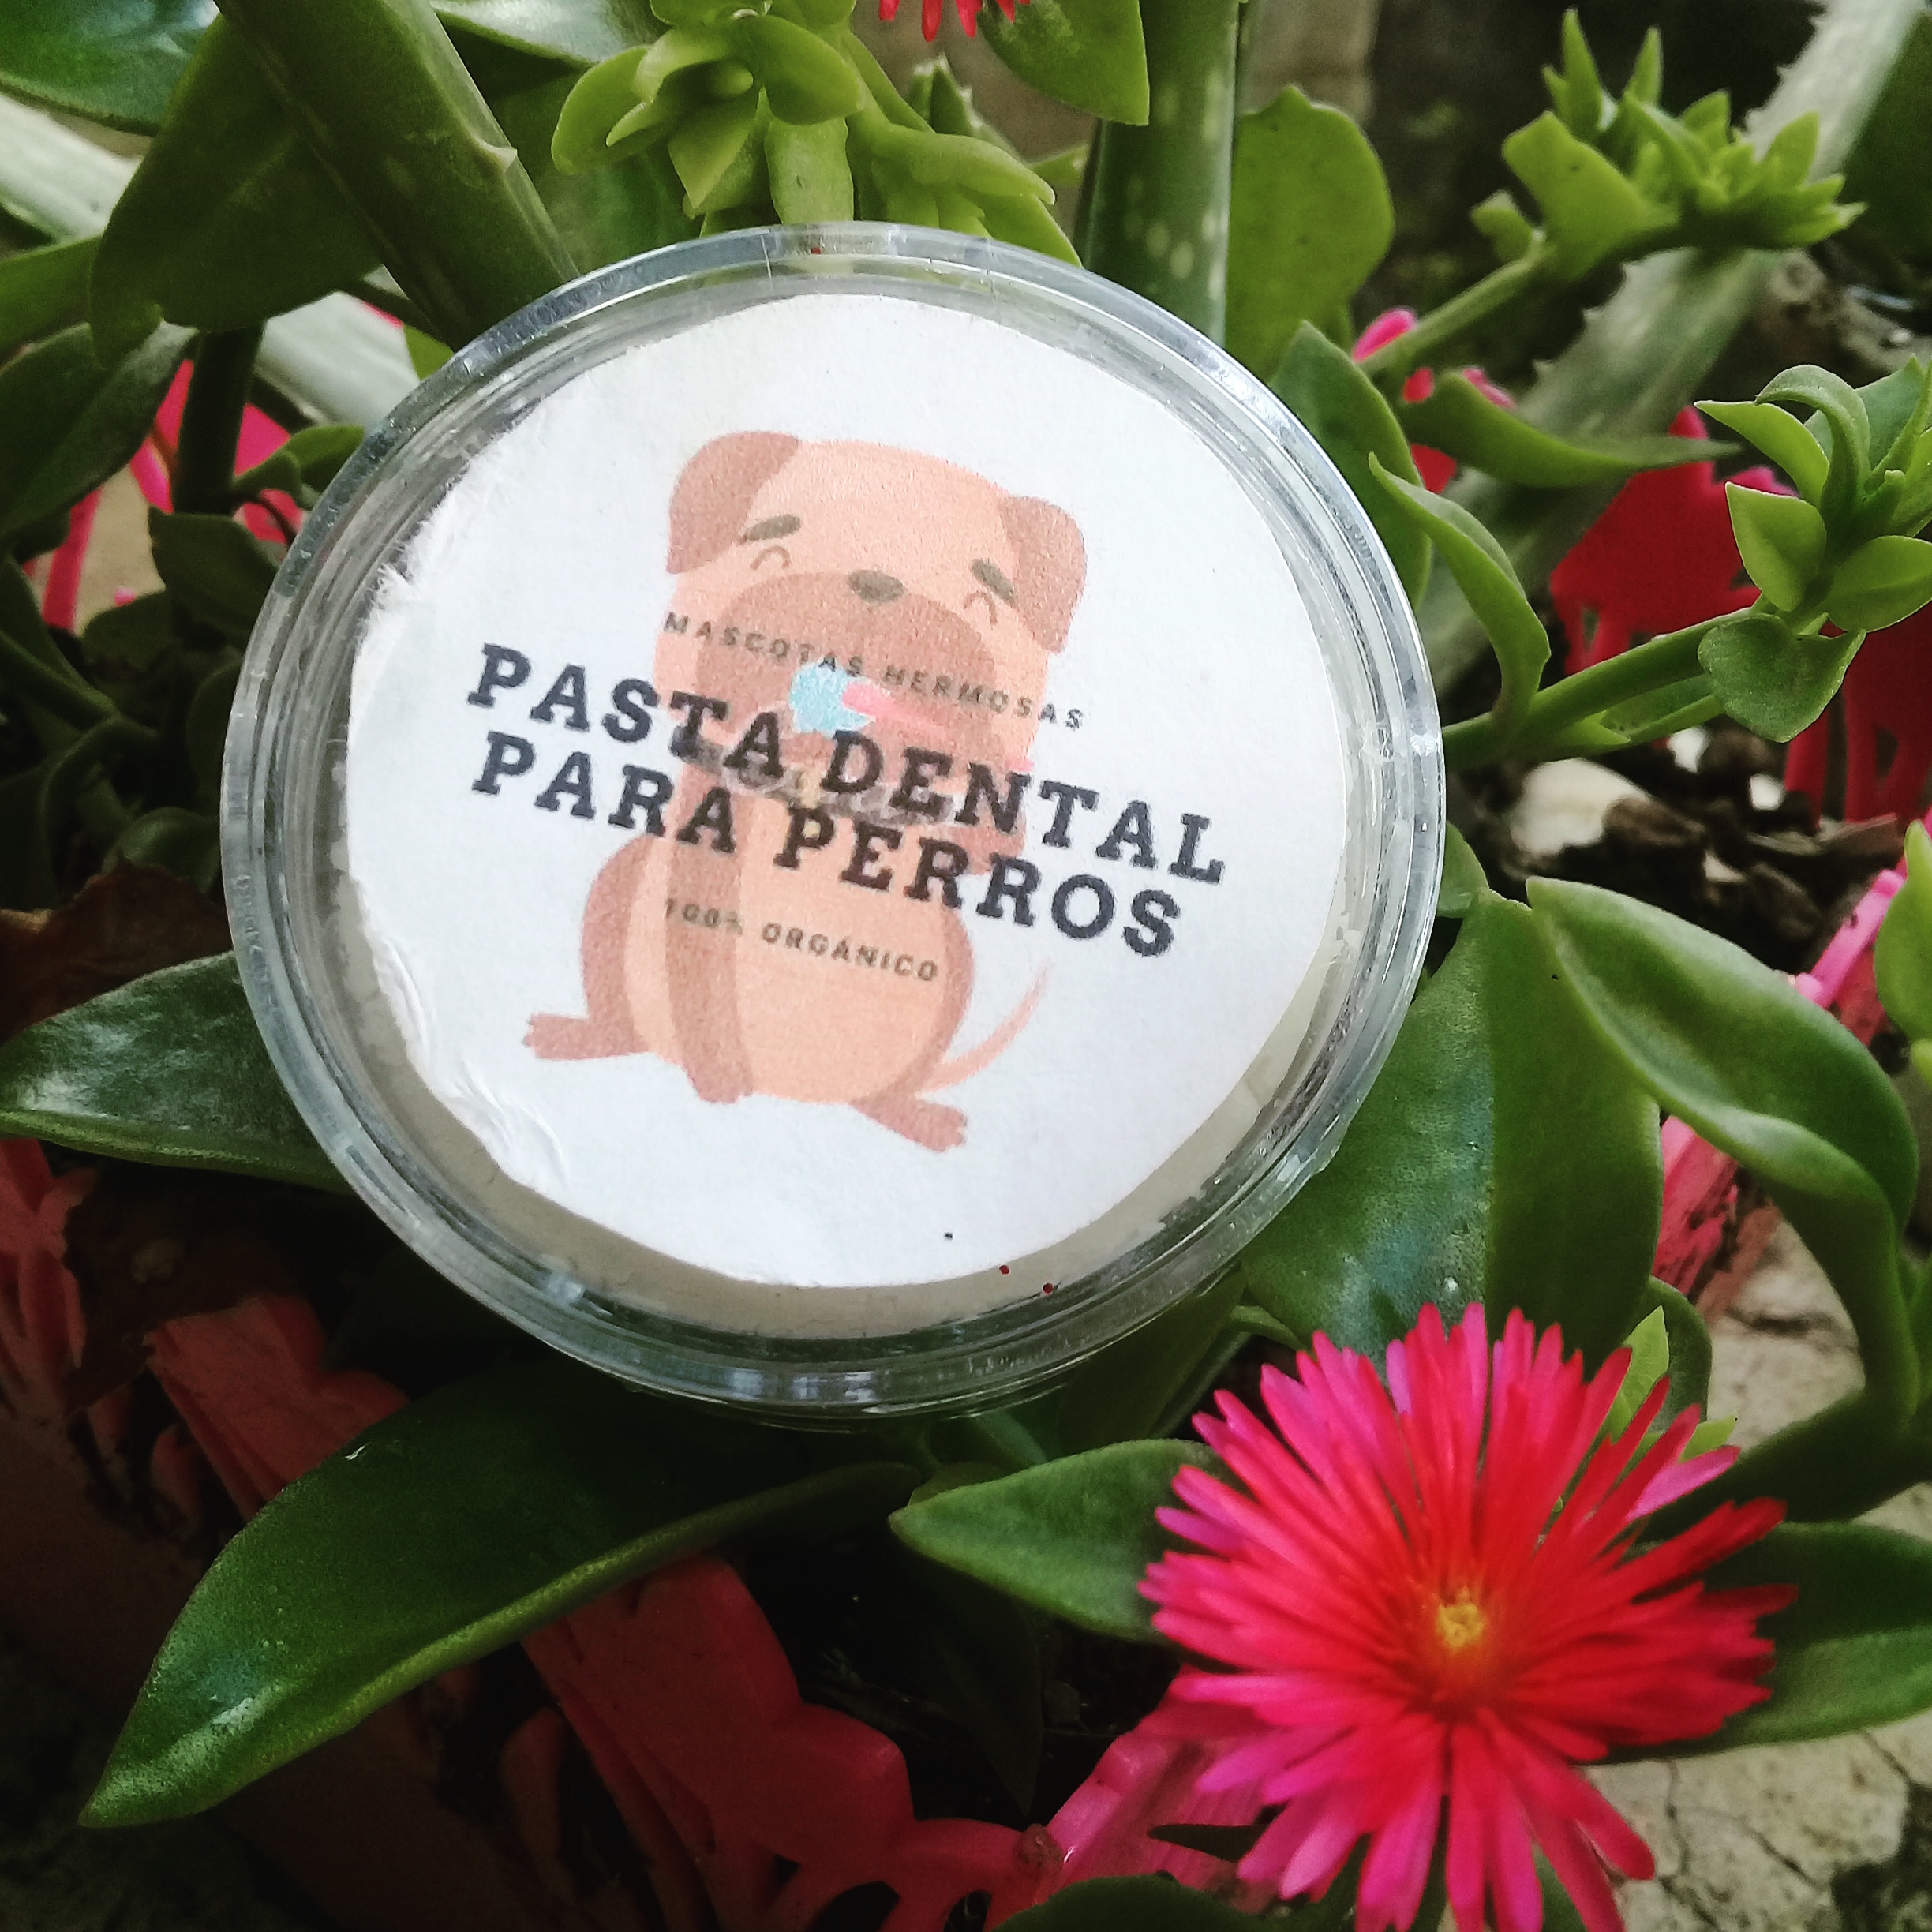 MASCOTAS HERMOSAS
PASTA DENTAL
PARA PERROS
100% ORGÁNICO